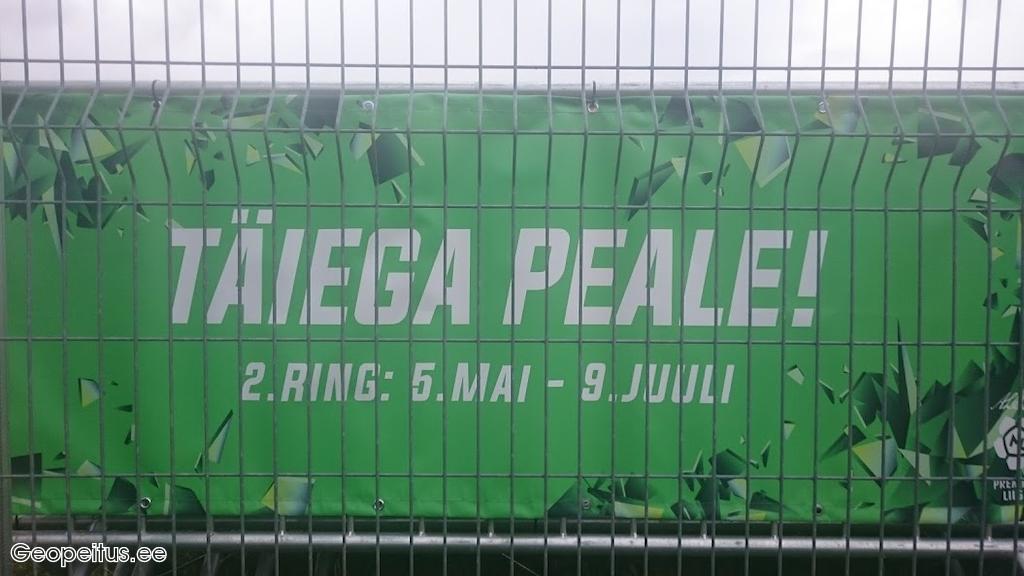 TÄIEGA PEALE!
2.RING: 5.MAI - 9.JUULI
Geopeitus.ee